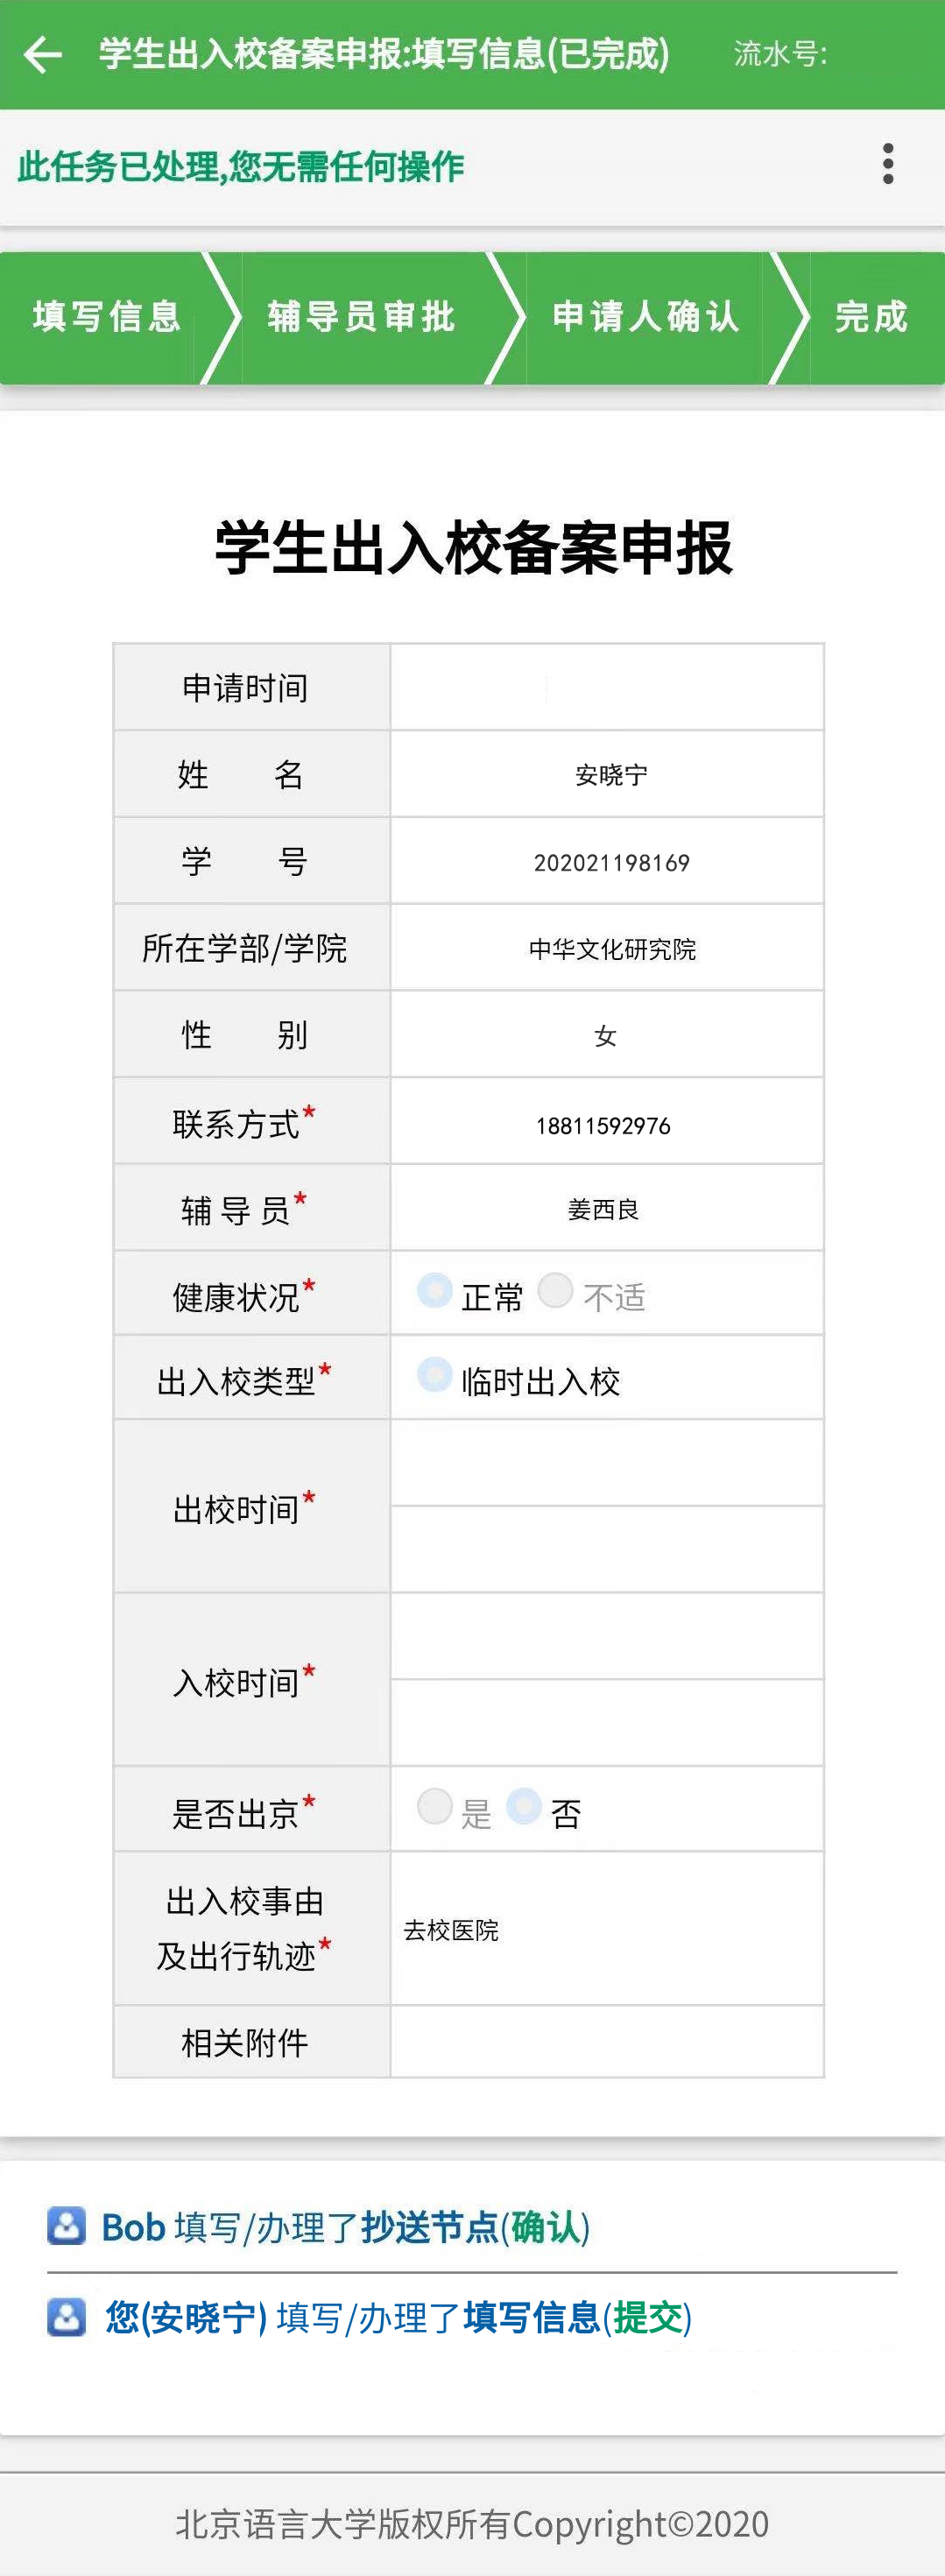 学生出入校备案申报:填写信息(已完成) 流水号:
此任务已处理,您无需任何操作
填写信息 辅导员审批 申请人确认 完成
学生出入校备案申报
申请时间
姓 名 安晓宁
学 号 202021198169
所在学部/学院 中华文化研究院
性 别 女
联系方式* 18811592976
辅 导 员* 姜西良
健康状况* 正常 不适
出入校类型* 临时出入校
出校时间*
入校时间*
是否出京* 是 否
出入校事由
及出行轨迹* 去校医院
相关附件
Bob 填写/办理了抄送节点(确认)
您(安晓宁) 填写/办理了填写信息(提交)
北京语言大学版权所有Copyright©2020